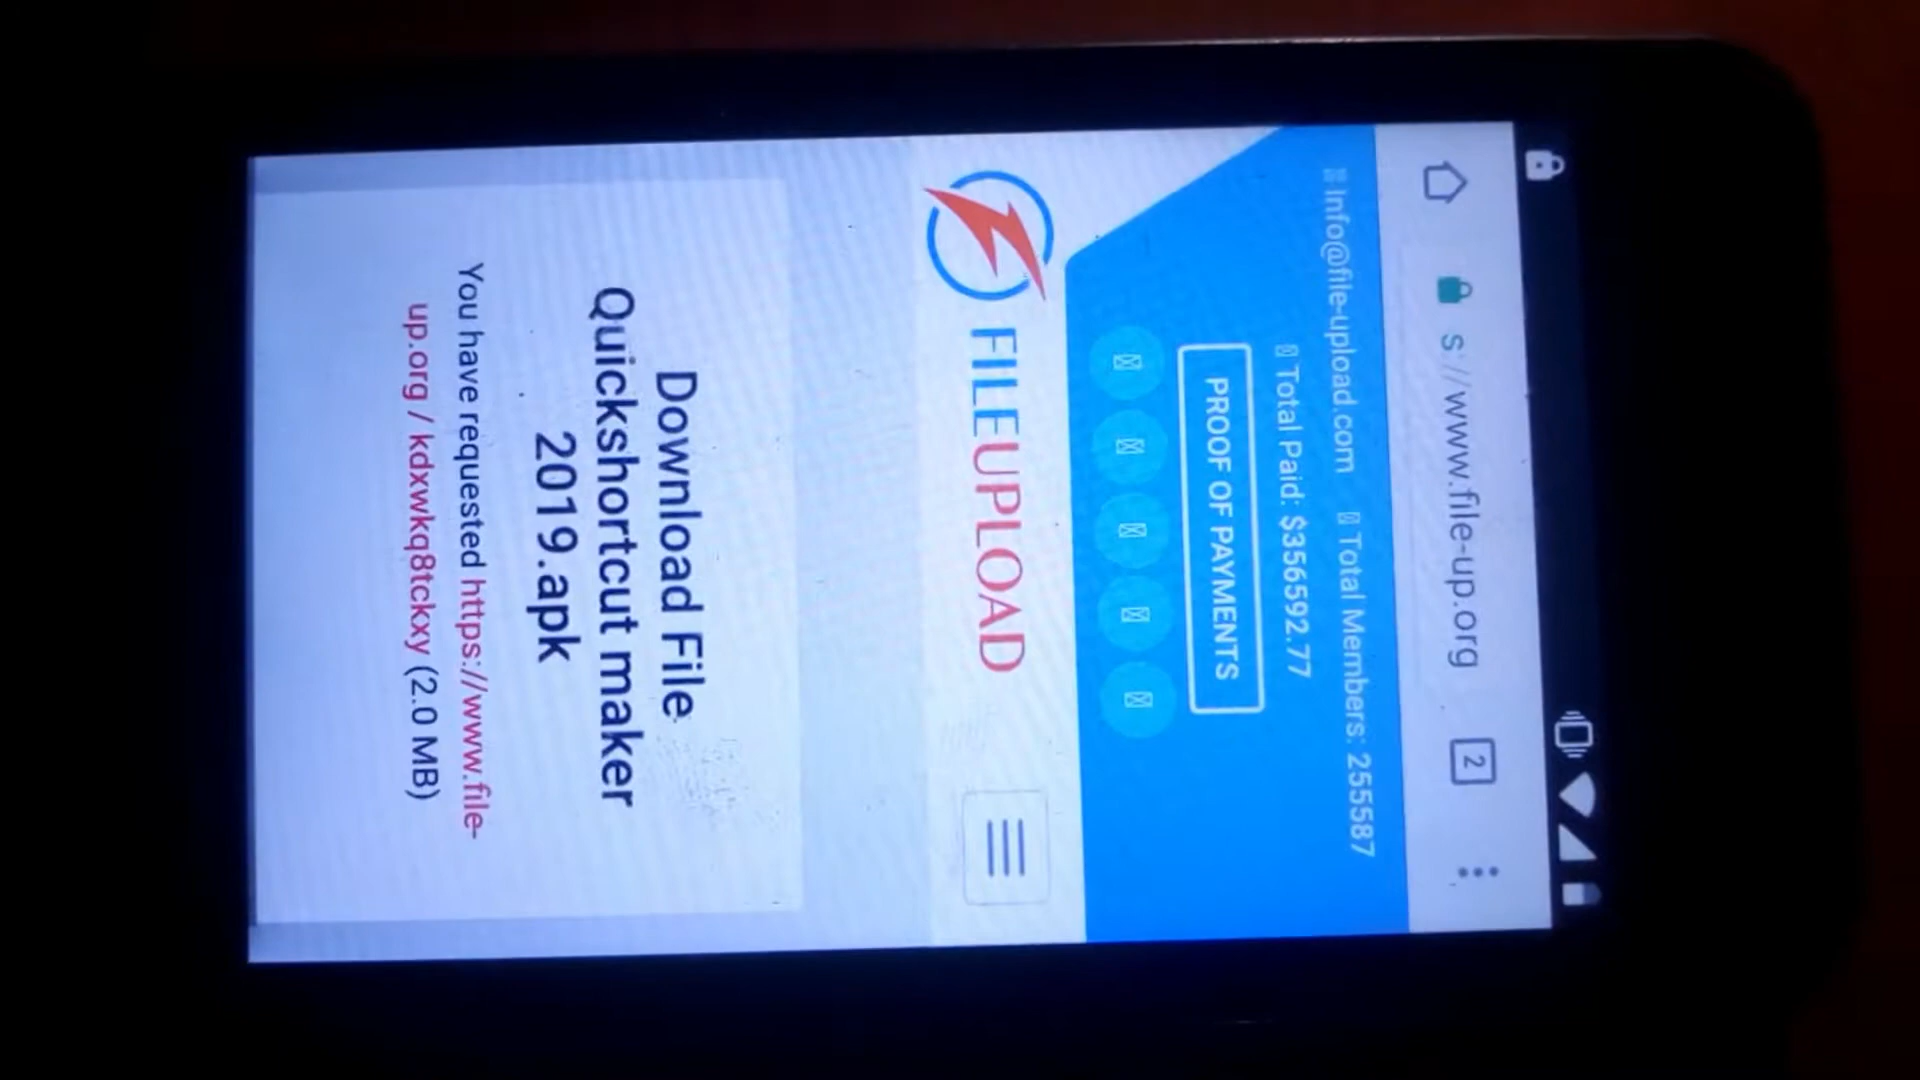 s://www.file-up.org
2
Info@file-upload.com Total Members: 255587
Total Paid: $356592.77
PROOF OF PAYMENTS
FILEUPLOAD
Download File
Quickshortcut maker
2019.apk
You have requested https://www.file-
up.org / kdxwkq8tckxy (2.0 MB)